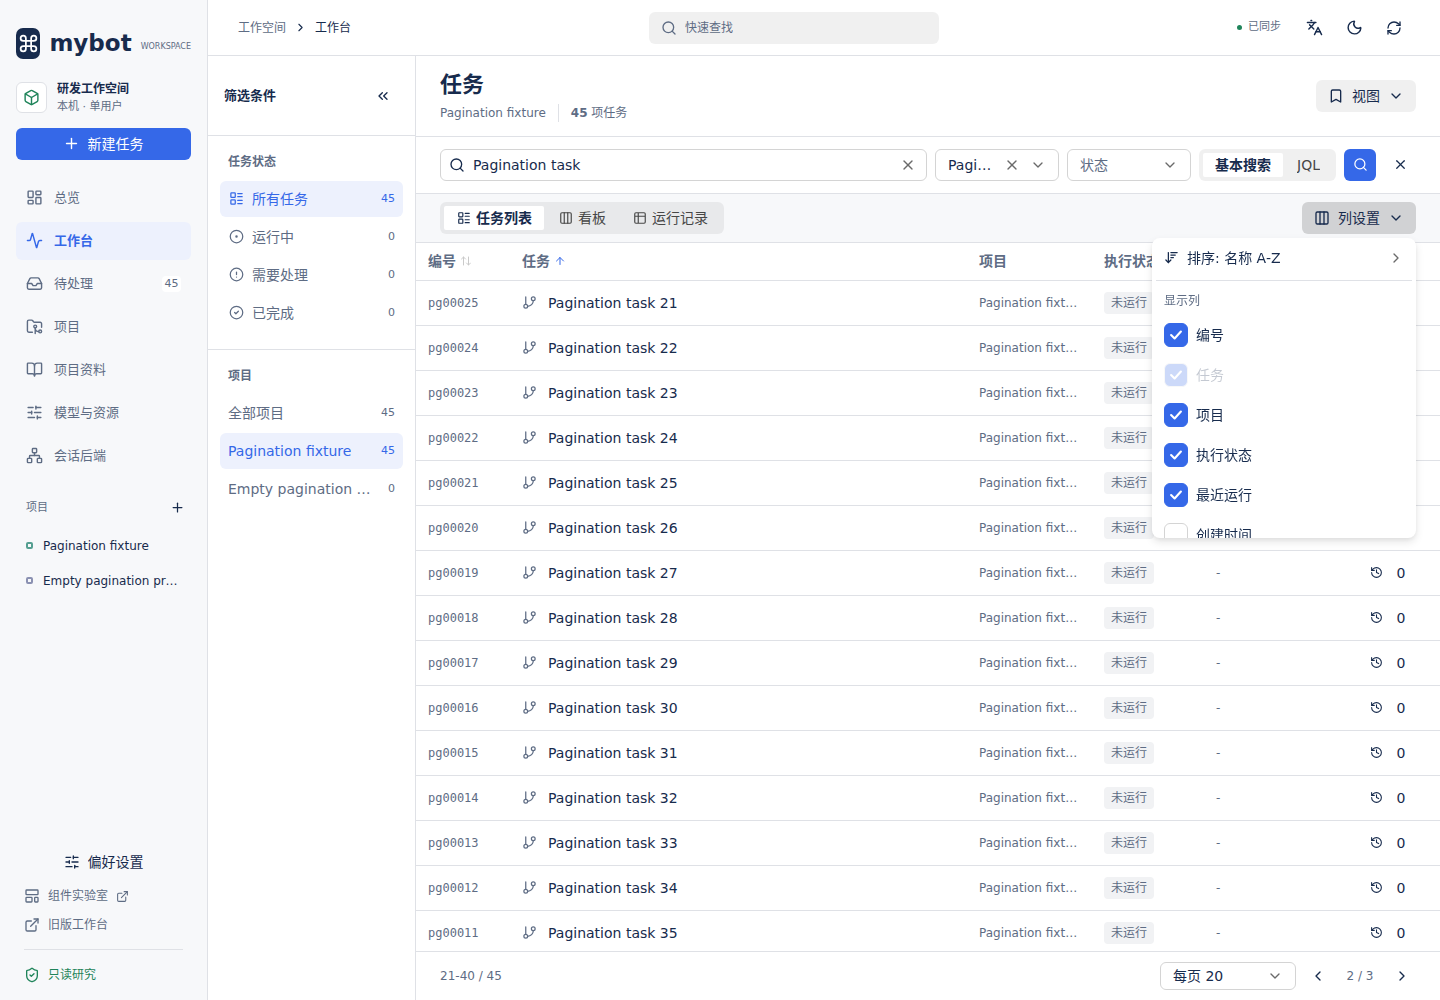 mybot WORKSPACE
研发工作空间
本机 · 单用户
新建任务
总览
工作台
待处理 45
项目
项目资料
模型与资源
会话后端
项目
Pagination fixture
Empty pagination pr…
偏好设置
组件实验室
旧版工作台
只读研究
工作空间 工作台
快速查找
已同步
筛选条件
任务状态
所有任务 45
运行中 0
需要处理 0
已完成 0
项目
全部项目 45
Pagination fixture 45
Empty pagination … 0
任务
Pagination fixture 45 项任务
视图
Pagination task Pagi… 状态 基本搜索 JQL
任务列表 看板 运行记录 列设置
编号 任务 项目 执行状态
pg00025 Pagination task 21 Pagination fixt… 未运行
pg00024 Pagination task 22 Pagination fixt… 未运行
pg00023 Pagination task 23 Pagination fixt… 未运行
pg00022 Pagination task 24 Pagination fixt… 未运行
pg00021 Pagination task 25 Pagination fixt… 未运行
pg00020 Pagination task 26 Pagination fixt… 未运行
pg00019 Pagination task 27 Pagination fixt… 未运行 - 0
pg00018 Pagination task 28 Pagination fixt… 未运行 - 0
pg00017 Pagination task 29 Pagination fixt… 未运行 - 0
pg00016 Pagination task 30 Pagination fixt… 未运行 - 0
pg00015 Pagination task 31 Pagination fixt… 未运行 - 0
pg00014 Pagination task 32 Pagination fixt… 未运行 - 0
pg00013 Pagination task 33 Pagination fixt… 未运行 - 0
pg00012 Pagination task 34 Pagination fixt… 未运行 - 0
pg00011 Pagination task 35 Pagination fixt… 未运行 - 0
排序: 名称 A-Z
显示列
编号
任务
项目
执行状态
最近运行
创建时间
21-40 / 45
每页 20
2 / 3